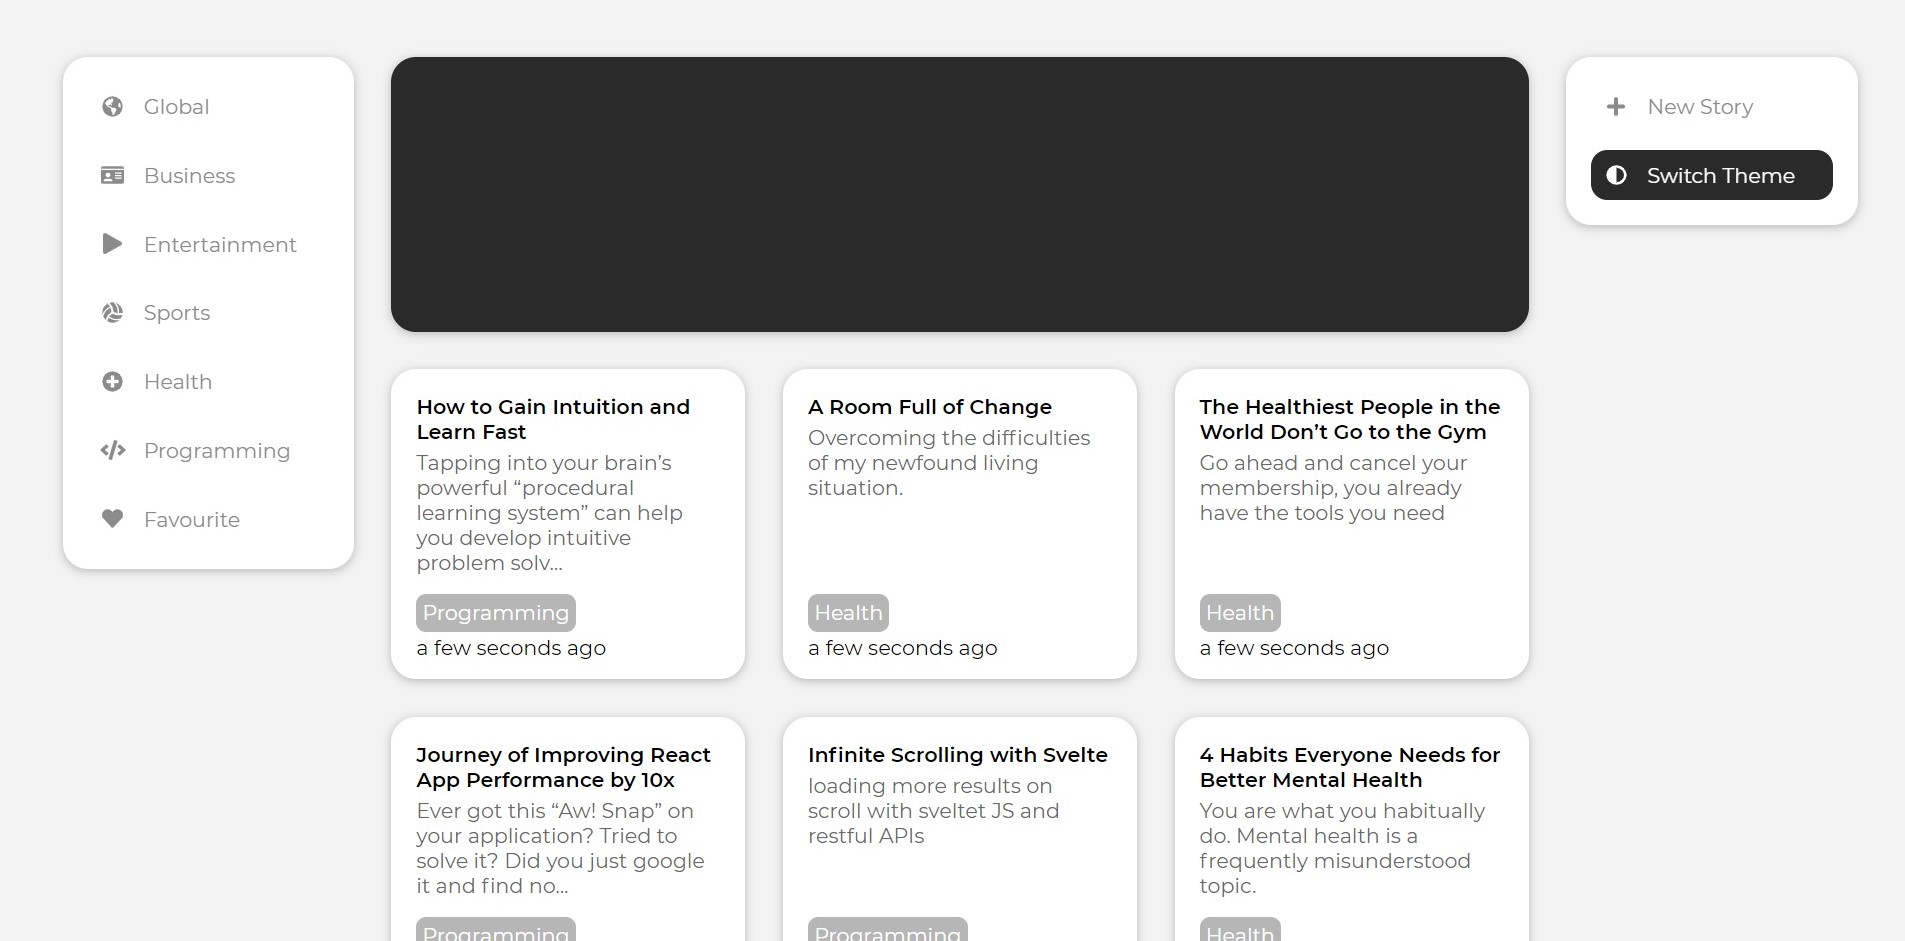 Global
Business
Entertainment
Sports
Health
Programming
Favourite
New Story
Switch Theme
How to Gain Intuition and
Learn Fast
Tapping into your brain’s
powerful “procedural
learning system” can help
you develop intuitive
problem solv...
Programming
a few seconds ago
A Room Full of Change
Overcoming the difficulties
of my newfound living
situation.
Health
a few seconds ago
The Healthiest People in the
World Don’t Go to the Gym
Go ahead and cancel your
membership, you already
have the tools you need
Health
a few seconds ago
Journey of Improving React
App Performance by 10x
Ever got this “Aw! Snap” on
your application? Tried to
solve it? Did you just google
it and find no...
Programming
Infinite Scrolling with Svelte
loading more results on
scroll with sveltet JS and
restful APIs
Programming
4 Habits Everyone Needs for
Better Mental Health
You are what you habitually
do. Mental health is a
frequently misunderstood
topic.
Health